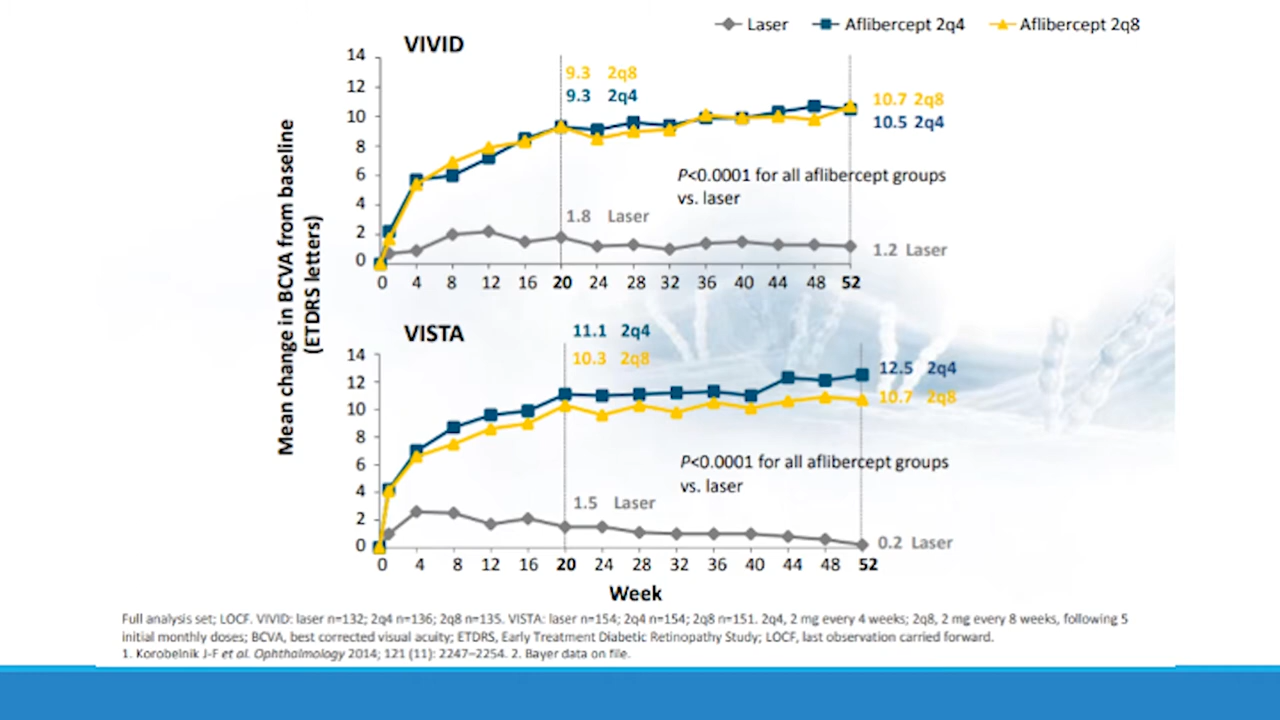 Laser Aflibercept 2q4 Aflibercept 2q8
VIVID
Mean change in BCVA from baseline
(ETDRS letters)
14
12
10
8
6
4
2
0
9.3 2q8
9.3 2q4
10.7 2q8
10.5 2q4
P<0.0001 for all aflibercept groups
vs. laser
1.8 Laser
1.2 Laser
0 4 8 12 16 20 24 28 32 36 40 44 48 52
VISTA
14
12
10
8
6
4
2
0
11.1 2q4
10.3 2q8
12.5 2q4
10.7 2q8
P<0.0001 for all aflibercept groups
vs. laser
1.5 Laser
0.2 Laser
0 4 8 12 16 20 24 28 32 36 40 44 48 52
Week
Full analysis set; LOCF. VIVID: laser n=132; 2q4 n=136; 2q8 n=135. VISTA: laser n=154; 2q4 n=154; 2q8 n=151. 2q4, 2 mg every 4 weeks; 2q8, 2 mg every 8 weeks, following 5
initial monthly doses; BCVA, best corrected visual acuity; ETDRS, Early Treatment Diabetic Retinopathy Study; LOCF, last observation carried forward.
1. Korobelnik J-F et al. Ophthalmology 2014; 121 (11): 2247–2254. 2. Bayer data on file.